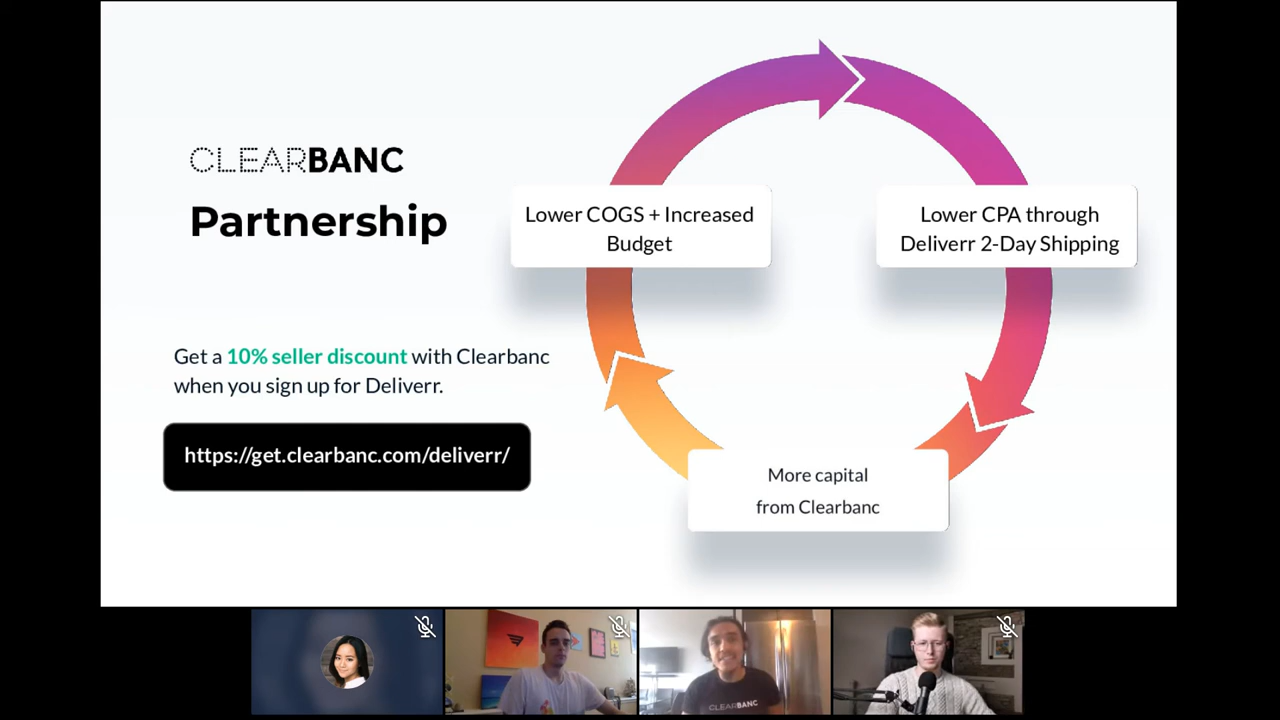 CLEARBANC
Partnership
Get a 10% seller discount with Clearbanc
when you sign up for Deliverr.
https://get.clearbanc.com/deliverr/
Lower COGS + Increased
Budget
Lower CPA through
Deliverr 2-Day Shipping
More capital
from Clearbanc
CLEARBANC